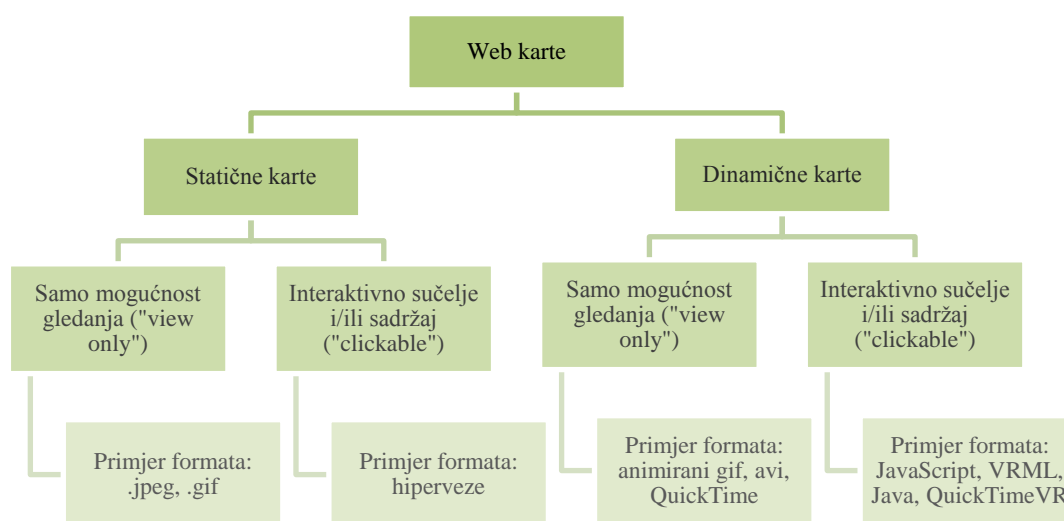 Web karte
Statične karte
Dinamične karte
Samo mogućnost
gledanja ("view
only")
Interaktivno sučelje
i/ili sadržaj
("clickable")
Samo mogućnost
gledanja ("view
only")
Interaktivno sučelje
i/ili sadržaj
("clickable")
Primjer formata:
.jpeg, .gif
Primjer formata:
hiperveze
Primjer formata:
animirani gif, avi,
QuickTime
Primjer formata:
JavaScript, VRML,
Java, QuickTimeVR